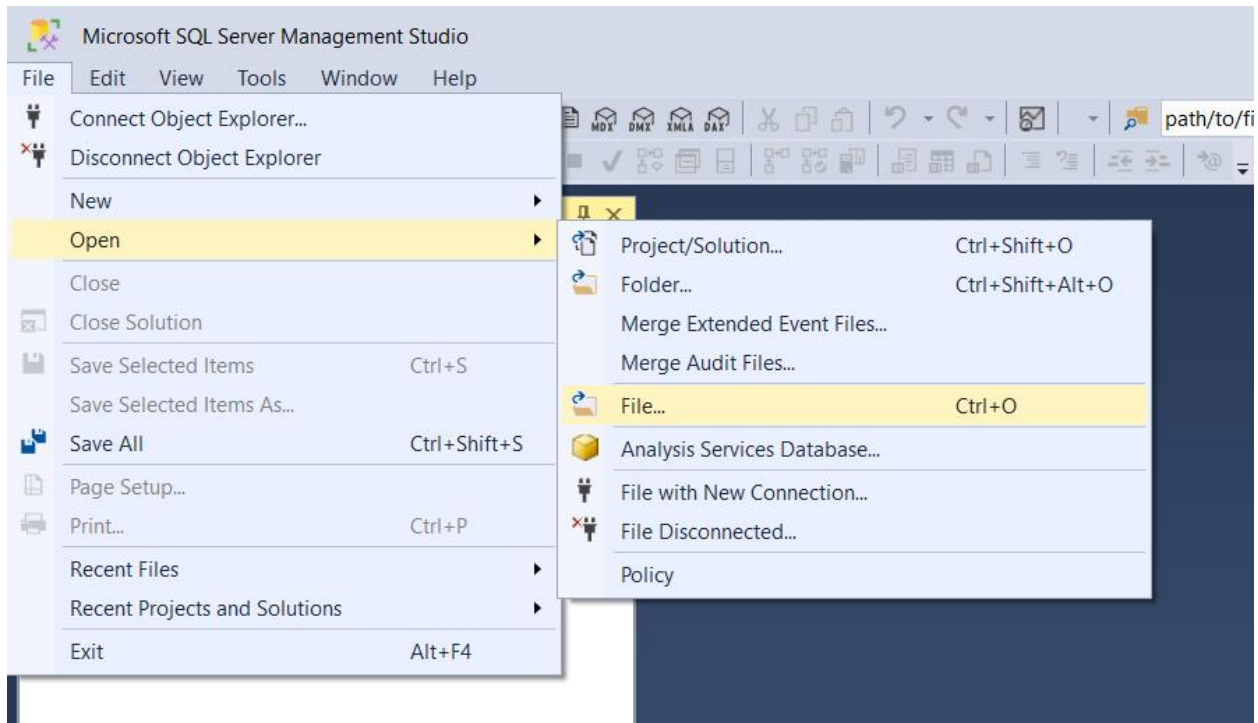 Microsoft SQL Server Management Studio
File Edit View Tools Window Help
MDX DMX XMLA DAX path/to/fi
Connect Object Explorer...
Disconnect Object Explorer
New
Open
Close
Close Solution
Save Selected Items Ctrl+S
Save Selected Items As...
Save All Ctrl+Shift+S
Page Setup...
Print... Ctrl+P
Recent Files
Recent Projects and Solutions
Exit Alt+F4
Project/Solution... Ctrl+Shift+O
Folder... Ctrl+Shift+Alt+O
Merge Extended Event Files...
Merge Audit Files...
File... Ctrl+O
Analysis Services Database...
File with New Connection...
File Disconnected...
Policy